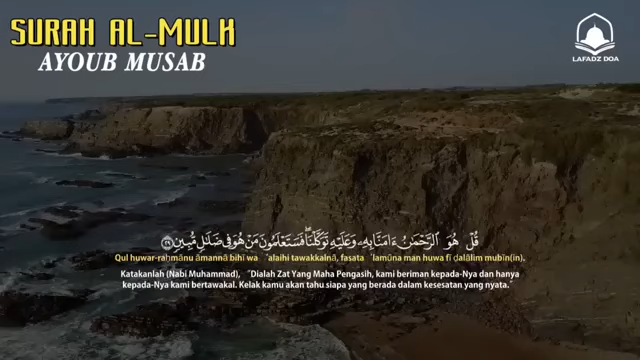 SURAH AL-MULK
AYOUB MUSAB
LAFADZ DOA
قُلْ هُوَ الرَّحْمٰنُ اٰمَنَّا بِهٖ وَعَلَيْهِ تَوَكَّلْنَاۚ فَسَتَعْلَمُوْنَ مَنْ هُوَ فِيْ ضَلٰلٍ مُّبِيْنٍ ٢٩
Qul huwar-raḥmānu āmannā bihī wa ‘alaihi tawakkalnā, fasata ‘lamūna man huwa fī ḍalālim mubīn(in).
Katakanlah (Nabi Muhammad), “Dialah Zat Yang Maha Pengasih, kami beriman kepada-Nya dan hanya
kepada-Nya kami bertawakal. Kelak kamu akan tahu siapa yang berada dalam kesesatan yang nyata.”